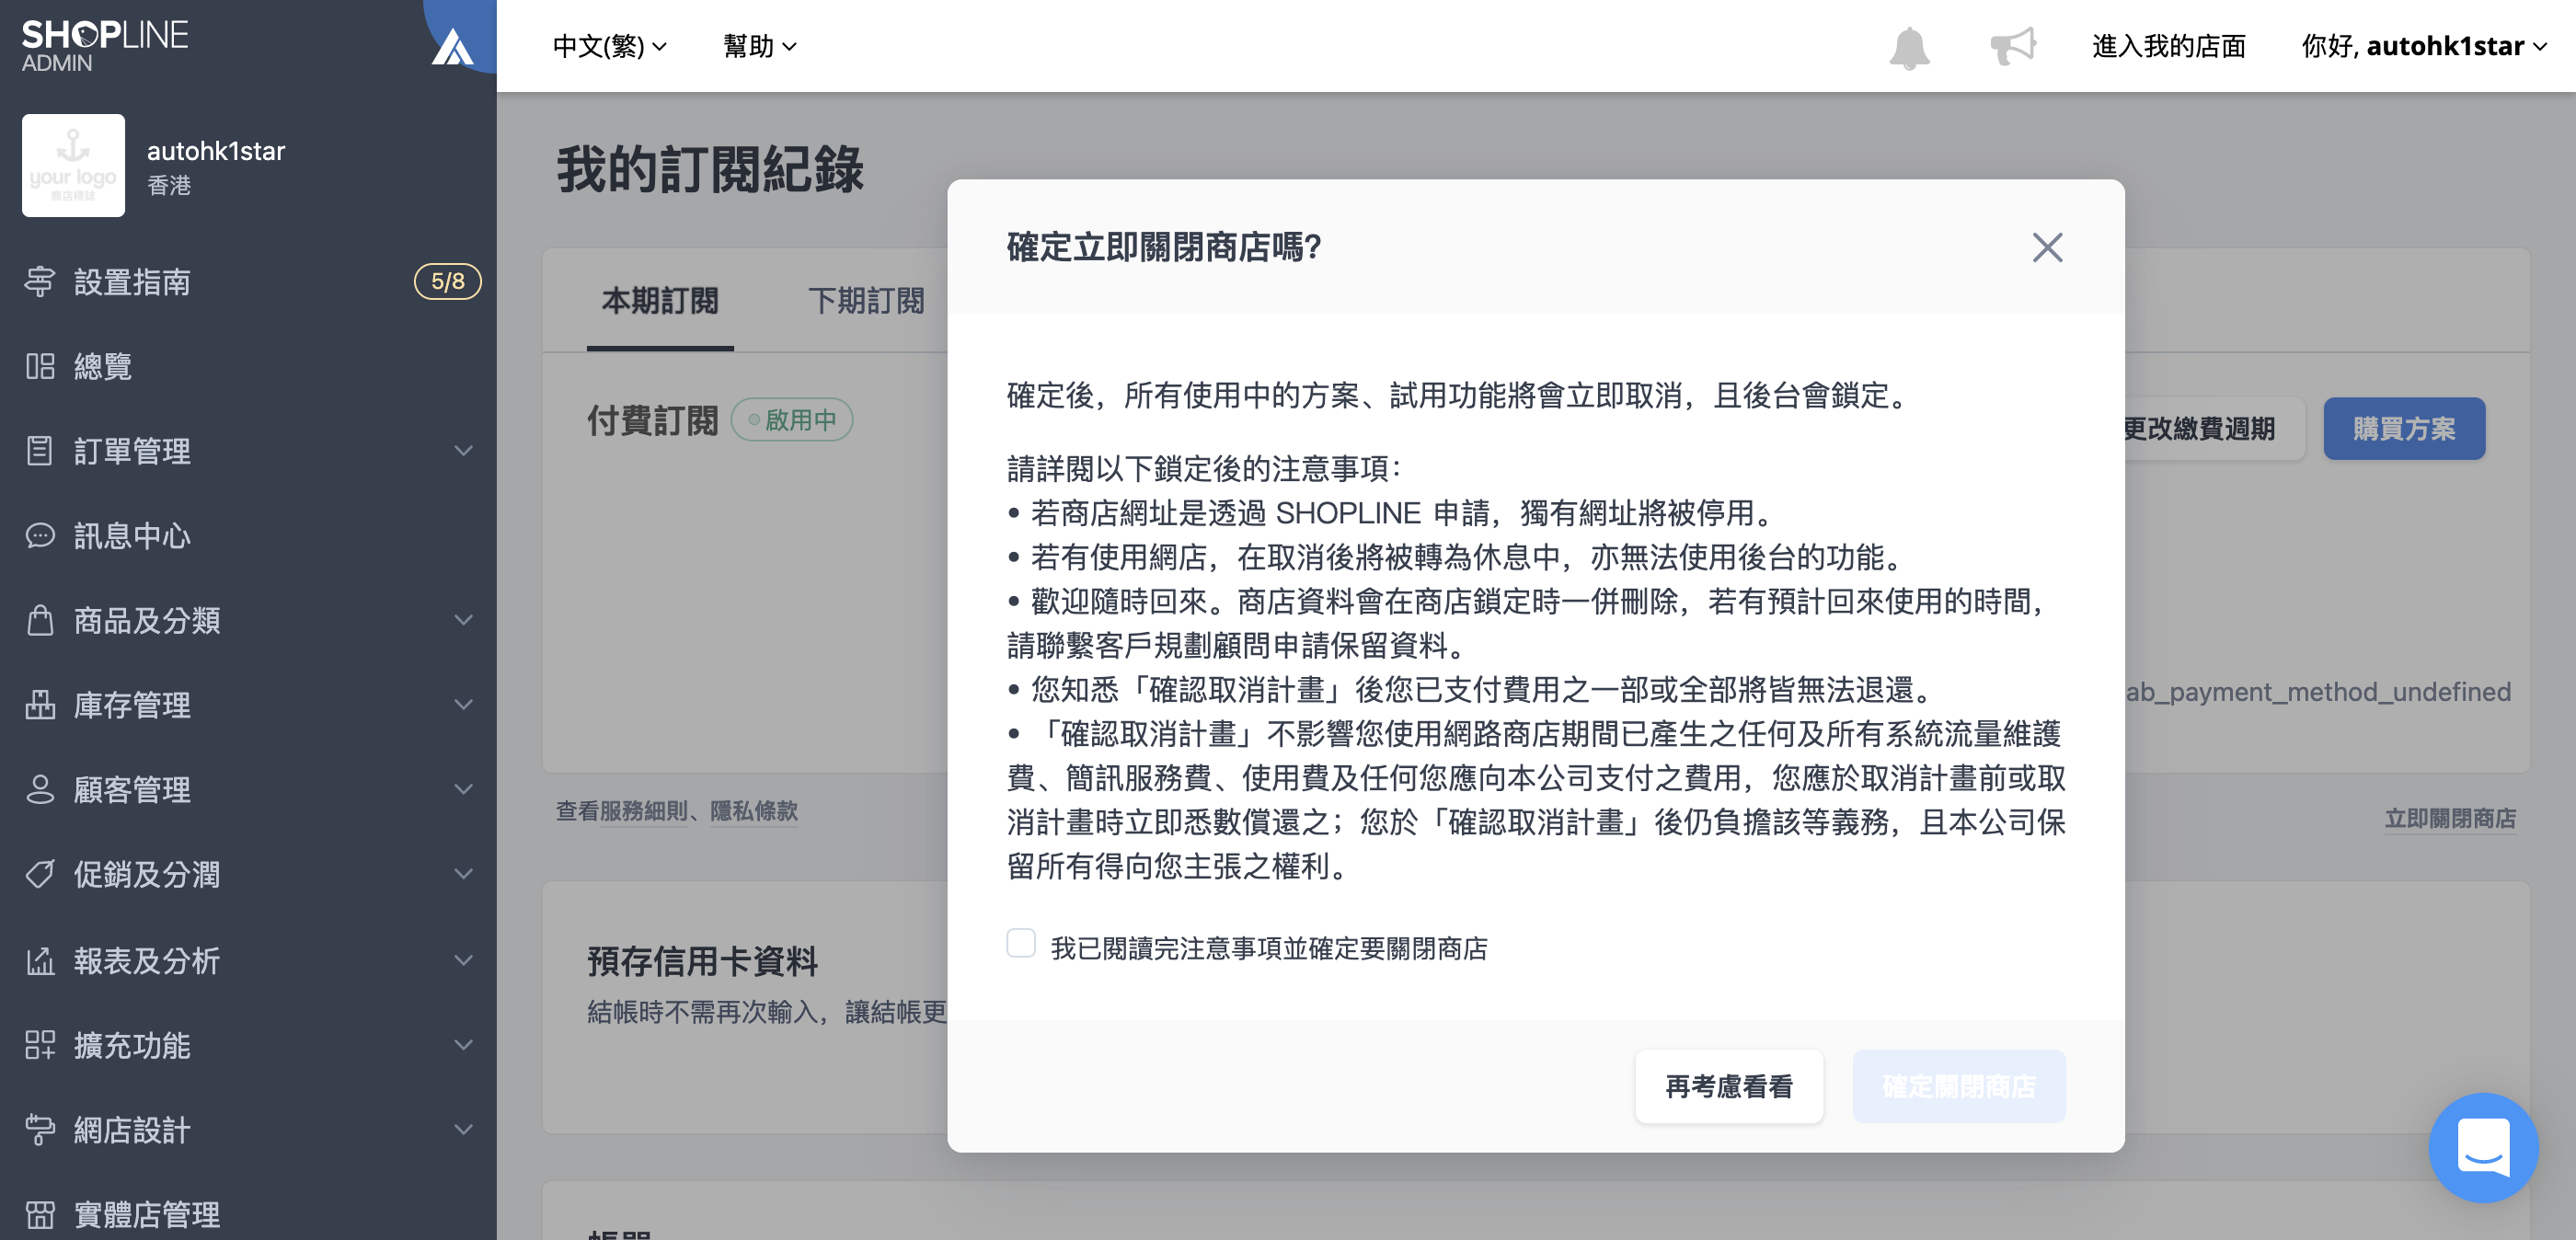 SHOPLINE
ADMIN
中文(繁)
幫助
進入我的店面
你好, autohk1star
your logo
商店標誌
autohk1star
香港
設置指南
5/8
總覽
訂單管理
訊息中心
商品及分類
庫存管理
顧客管理
促銷及分潤
報表及分析
擴充功能
網店設計
實體店管理
我的訂閱紀錄
本期訂閱
下期訂閱
付費訂閱
啟用中
更改繳費週期
購買方案
ab_payment_method_undefined
查看服務細則、隱私條款
立即關閉商店
預存信用卡資料
結帳時不需再次輸入，讓結帳更
確定立即關閉商店嗎?
確定後，所有使用中的方案、試用功能將會立即取消，且後台會鎖定。
請詳閱以下鎖定後的注意事項：
• 若商店網址是透過 SHOPLINE 申請，獨有網址將被停用。
• 若有使用網店，在取消後將被轉為休息中，亦無法使用後台的功能。
• 歡迎隨時回來。商店資料會在商店鎖定時一併刪除，若有預計回來使用的時間，
請聯繫客戶規劃顧問申請保留資料。
• 您知悉「確認取消計畫」後您已支付費用之一部或全部將皆無法退還。
• 「確認取消計畫」不影響您使用網路商店期間已產生之任何及所有系統流量維護
費、簡訊服務費、使用費及任何您應向本公司支付之費用，您應於取消計畫前或取
消計畫時立即悉數償還之；您於「確認取消計畫」後仍負擔該等義務，且本公司保
留所有得向您主張之權利。
我已閱讀完注意事項並確定要關閉商店
再考慮看看
確定關閉商店